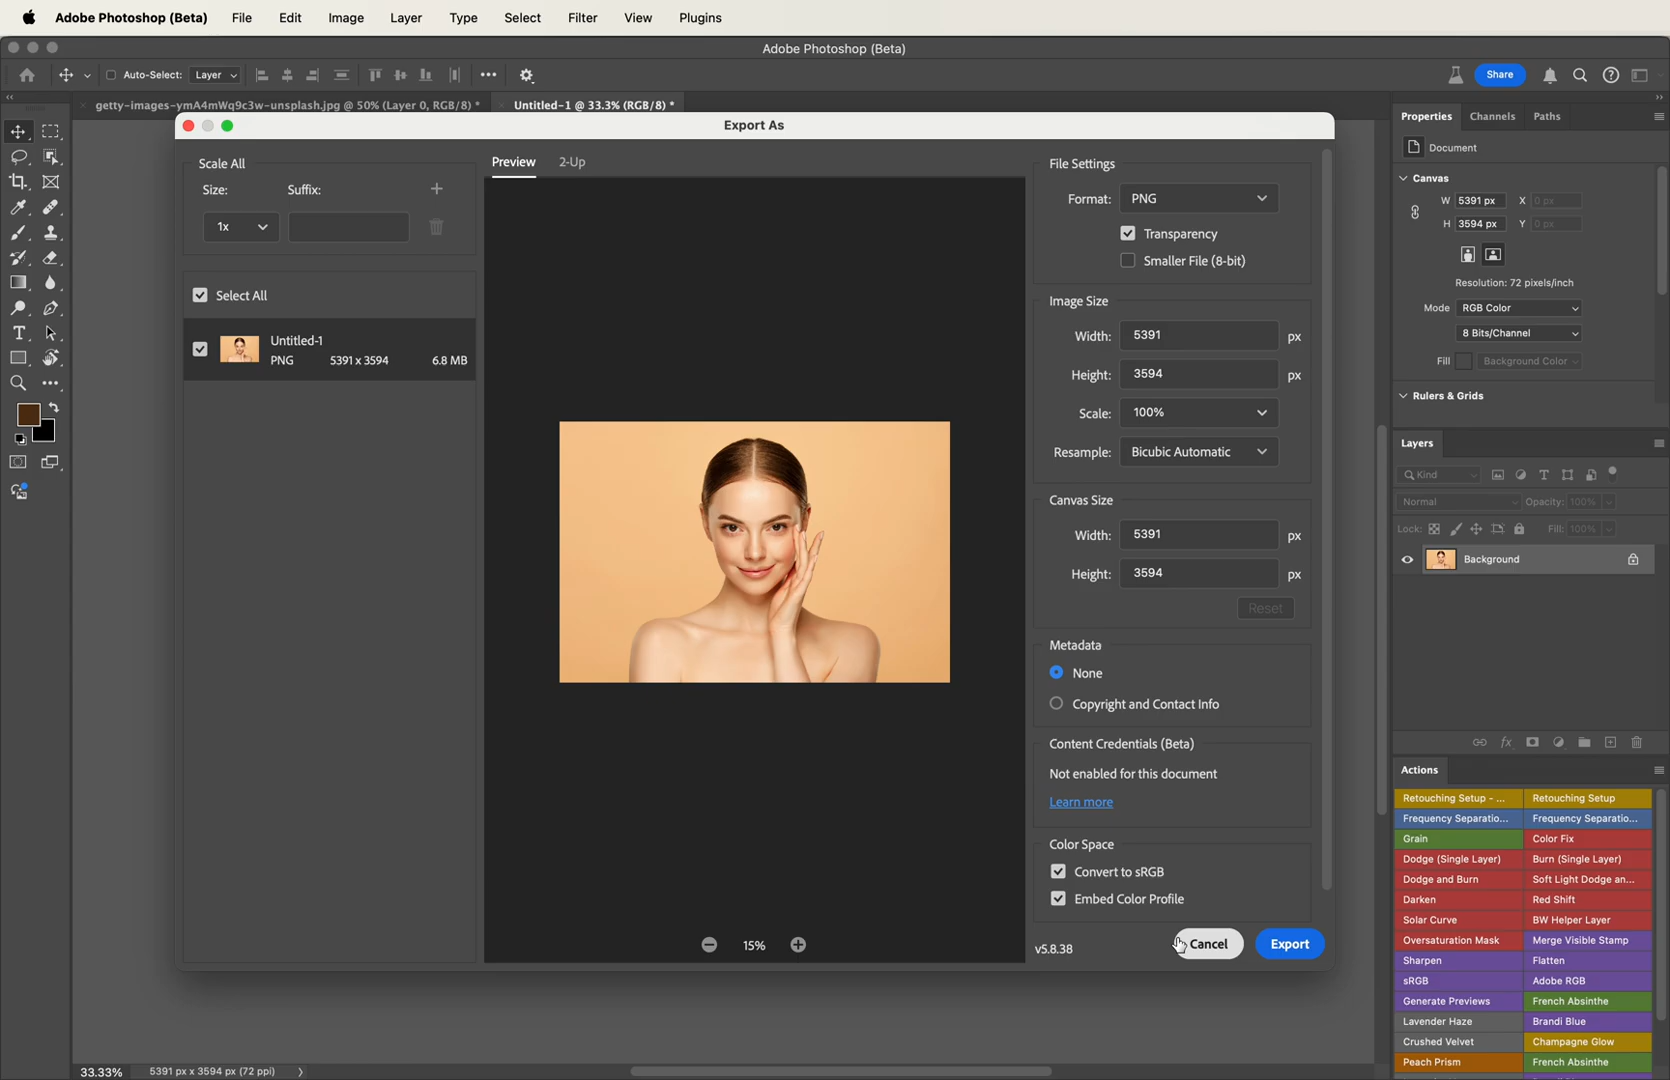 Adobe Photoshop (Beta) File Edit Image Layer Type Select Filter View Plugins
Adobe Photoshop (Beta)
Auto-Select: Layer
Share
getty-images-ymA4mWq9c3w-unsplash.jpg @ 50% (Layer 0, RGB/8) *
Untitled-1 @ 33.3% (RGB/8) *
Export As
Scale All
Size:
Suffix:
1x
Select All
Untitled-1
PNG 5391 x 3594 6.8 MB
Preview 2-Up
15%
File Settings
Format: PNG
Transparency
Smaller File (8-bit)
Image Size
Width: 5391 px
Height: 3594 px
Scale: 100%
Resample: Bicubic Automatic
Canvas Size
Width: 5391 px
Height: 3594 px
Reset
Metadata
None
Copyright and Contact Info
Content Credentials (Beta)
Not enabled for this document
Learn more
Color Space
Convert to sRGB
Embed Color Profile
v5.8.38
Cancel
Export
Properties Channels Paths
Document
Canvas
W 5391 px X 0 px
H 3594 px Y 0 px
Resolution: 72 pixels/inch
Mode RGB Color
8 Bits/Channel
Fill Background Color
Rulers & Grids
Layers
Kind
Normal Opacity: 100%
Lock: Fill: 100%
Background
Actions
Retouching Setup - ... Retouching Setup
Frequency Separatio... Frequency Separatio...
Grain Color Fix
Dodge (Single Layer) Burn (Single Layer)
Dodge and Burn Soft Light Dodge an...
Darken Red Shift
Solar Curve BW Helper Layer
Oversaturation Mask Merge Visible Stamp
Sharpen Flatten
sRGB Adobe RGB
Generate Previews French Absinthe
Lavender Haze Brandi Blue
Crushed Velvet Champagne Glow
Peach Prism French Absinthe
33.33% 5391 px x 3594 px (72 ppi)